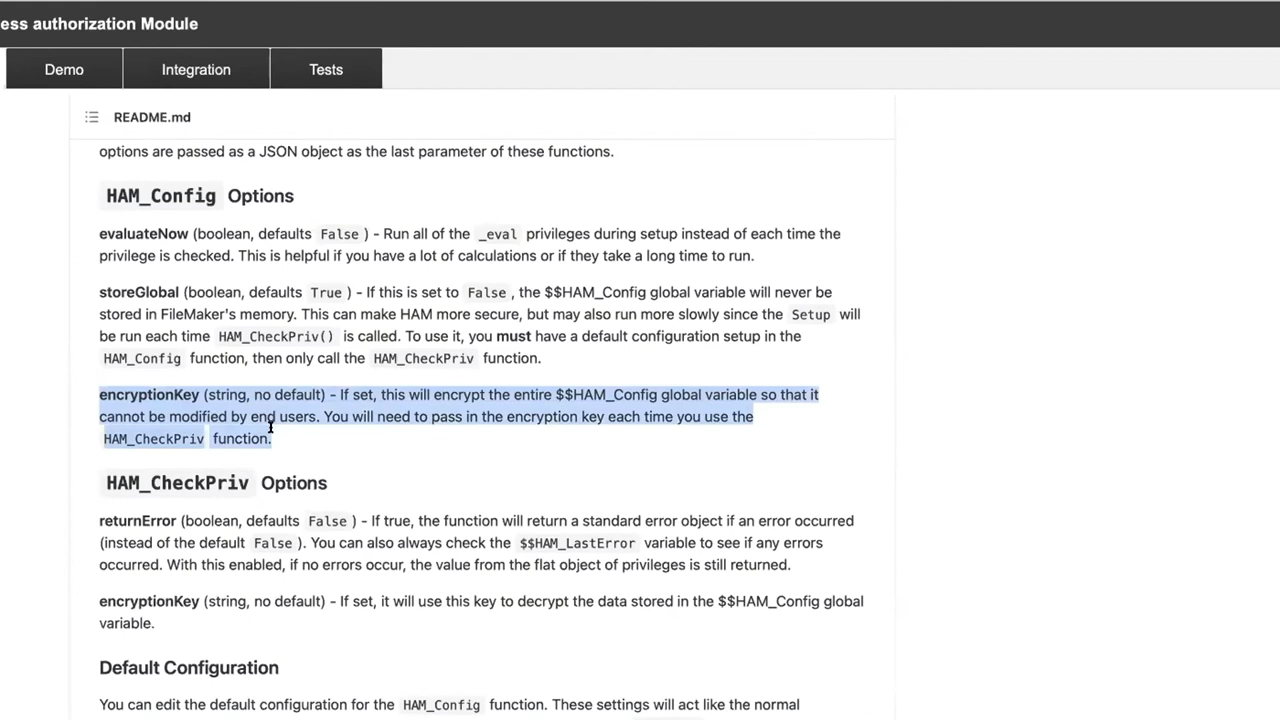 ess authorization Module
Demo
Integration
Tests
README.md
options are passed as a JSON object as the last parameter of these functions.
HAM_Config Options
evaluateNow (boolean, defaults False ) - Run all of the _eval privileges during setup instead of each time the
privilege is checked. This is helpful if you have a lot of calculations or if they take a long time to run.
storeGlobal (boolean, defaults True ) - If this is set to False , the $$HAM_Config global variable will never be
stored in FileMaker's memory. This can make HAM more secure, but may also run more slowly since the Setup will
be run each time HAM_CheckPriv() is called. To use it, you must have a default configuration setup in the
HAM_Config function, then only call the HAM_CheckPriv function.
encryptionKey (string, no default) - If set, this will encrypt the entire $$HAM_Config global variable so that it
cannot be modified by end users. You will need to pass in the encryption key each time you use the
HAM_CheckPriv function.
HAM_CheckPriv Options
returnError (boolean, defaults False ) - If true, the function will return a standard error object if an error occurred
(instead of the default False ). You can also always check the $$HAM_LastError variable to see if any errors
occurred. With this enabled, if no errors occur, the value from the flat object of privileges is still returned.
encryptionKey (string, no default) - If set, it will use this key to decrypt the data stored in the $$HAM_Config global
variable.
Default Configuration
You can edit the default configuration for the HAM_Config function. These settings will act like the normal